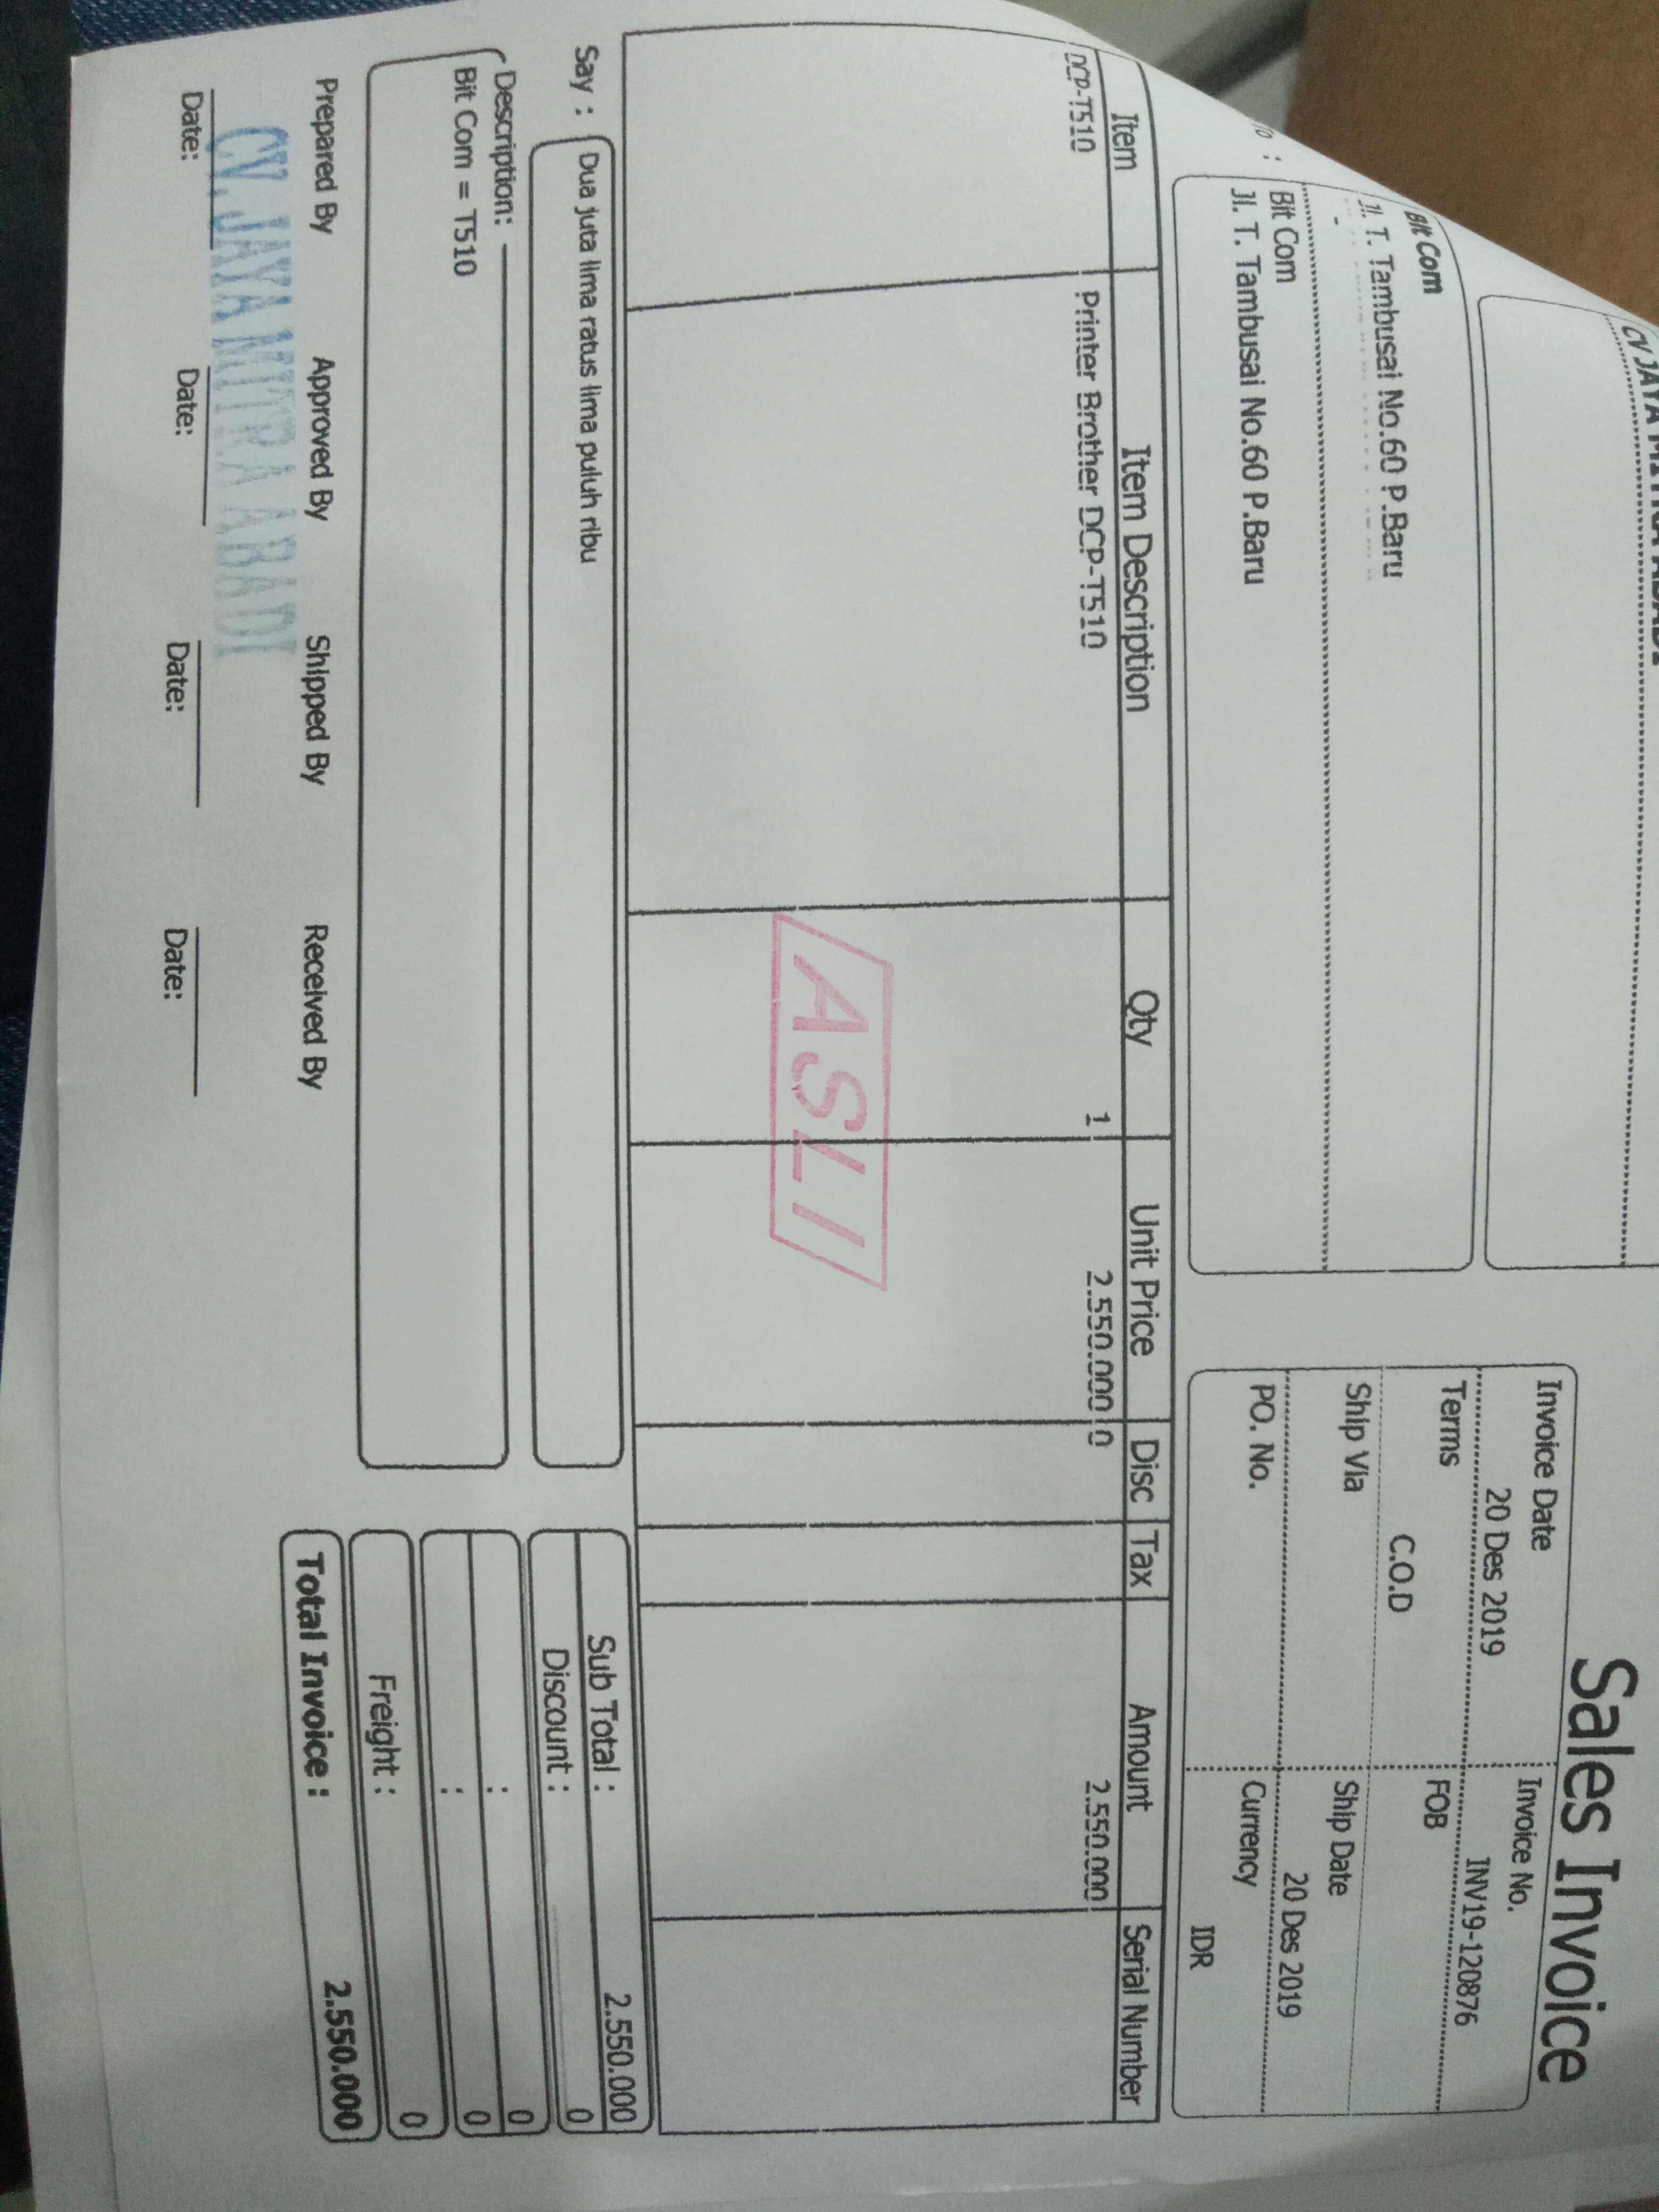 CV JAYA MITRA ABADI
Sales Invoice
Bit Com
Jl. T. Tambusai No.60 P.Baru
-
Bit Com
Jl. T. Tambusai No.60 P.Baru
Invoice Date
20 Des 2019
Invoice No.
INV19-120876
Terms
C.O.D
FOB
Ship Via
Ship Date
20 Des 2019
PO. No.
Currency
IDR
Item Item Description Qty Unit Price Disc Tax Amount Serial Number
DCP-T510 Printer Brother DCP-T510 1 2.550.000 0 2.550.000
ASLI
Say : Dua juta lima ratus lima puluh ribu
Description:
Bit Com = T510
Sub Total : 2.550.000
Discount : 0
: 0
: 0
Freight : 0
Total Invoice : 2.550.000
Prepared By Approved By Shipped By Received By
CV. JAYA MITRA ABADI
Date: Date: Date: Date: